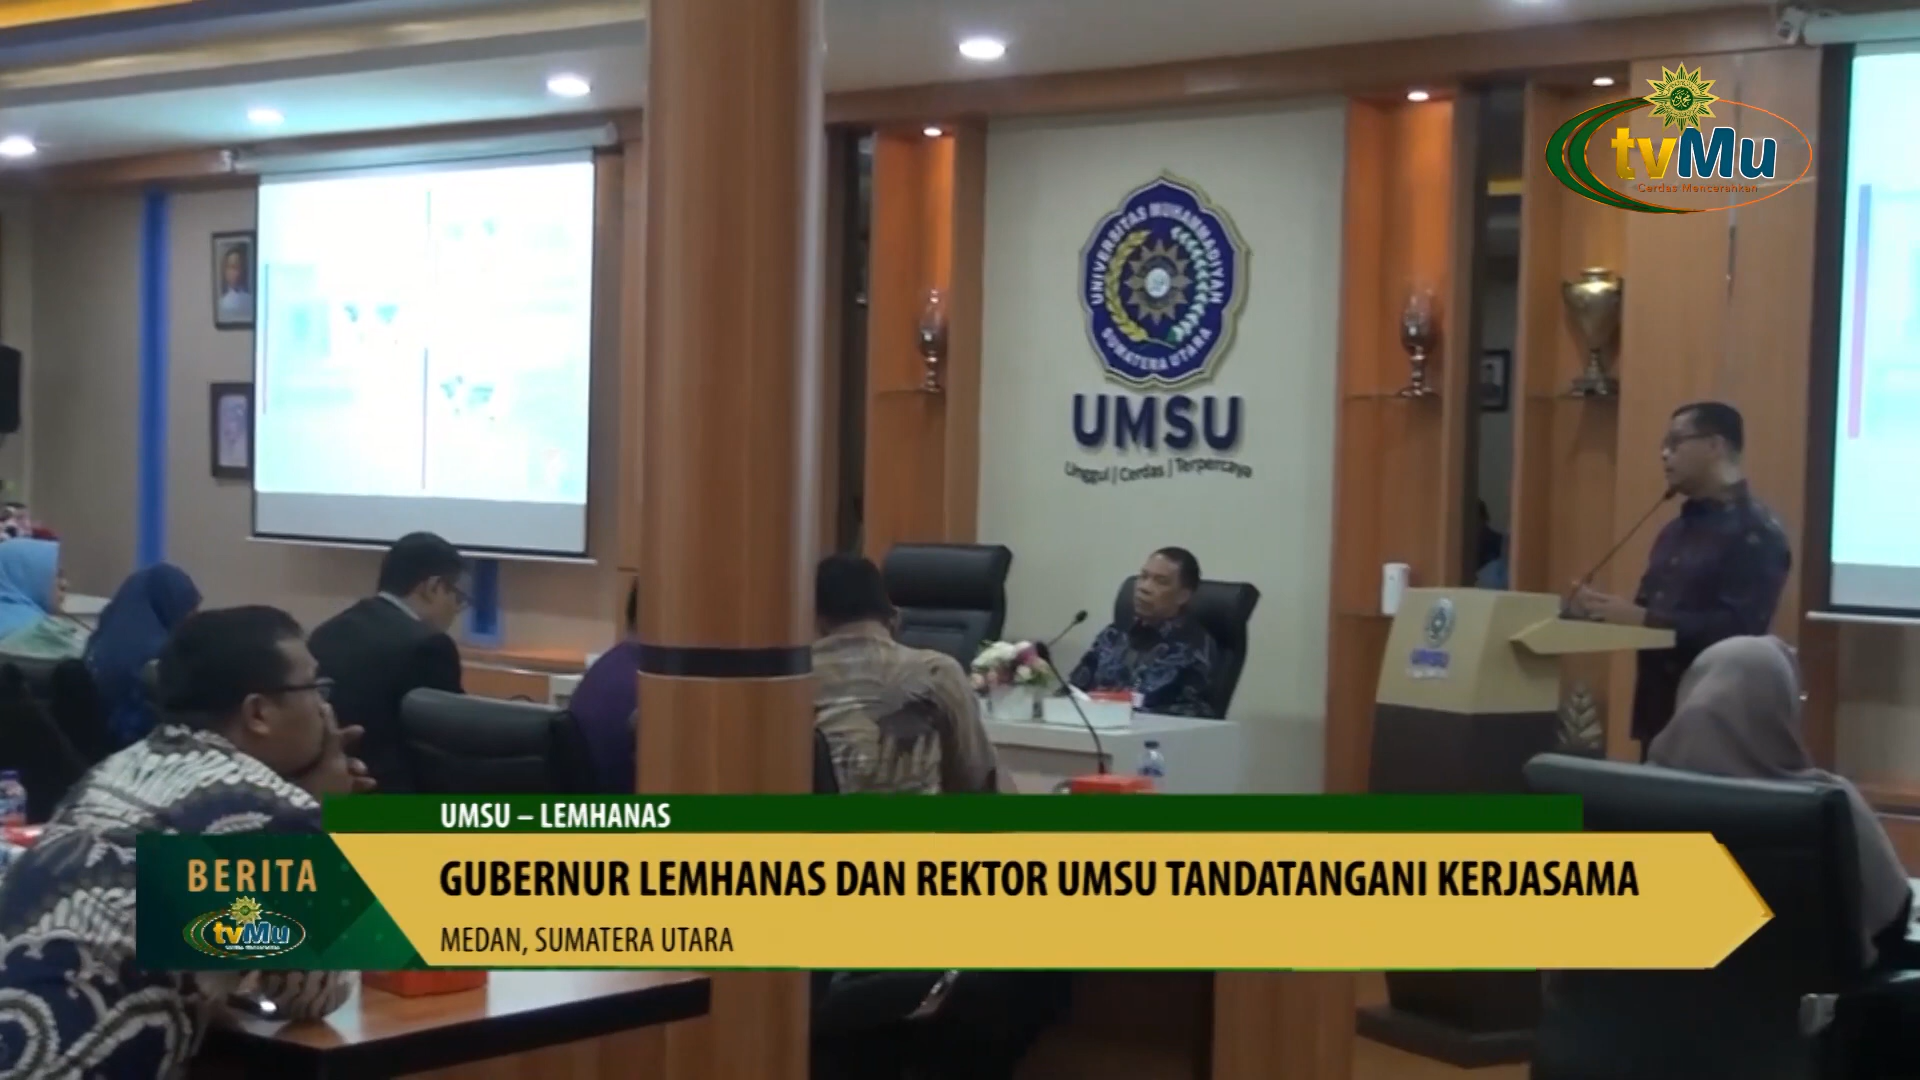 tvMu
Cerdas Mencerahkan
UNIVERSITAS MUHAMMADIYAH
SUMATERA UTARA
UMSU
Unggul | Cerdas | Terpercaya
UMSU
UMSU – LEMHANAS
BERITA
tvMu
GUBERNUR LEMHANAS DAN REKTOR UMSU TANDATANGANI KERJASAMA
MEDAN, SUMATERA UTARA